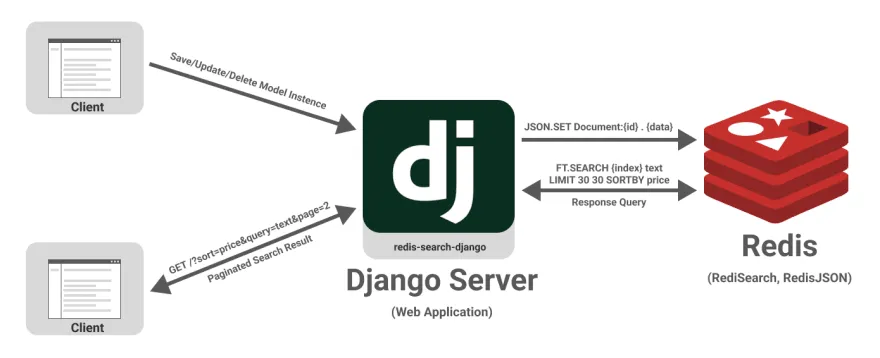 Client
Save/Update/Delete Model Instence
dj
redis-search-django
Django Server
(Web Application)
JSON.SET Document:{id} . {data}
FT.SEARCH {index} text
LIMIT 30 30 SORTBY price
Response Query
Redis
(RediSearch, RedisJSON)
GET /?sort=price&query=text&page=2
Paginated Search Result
Client